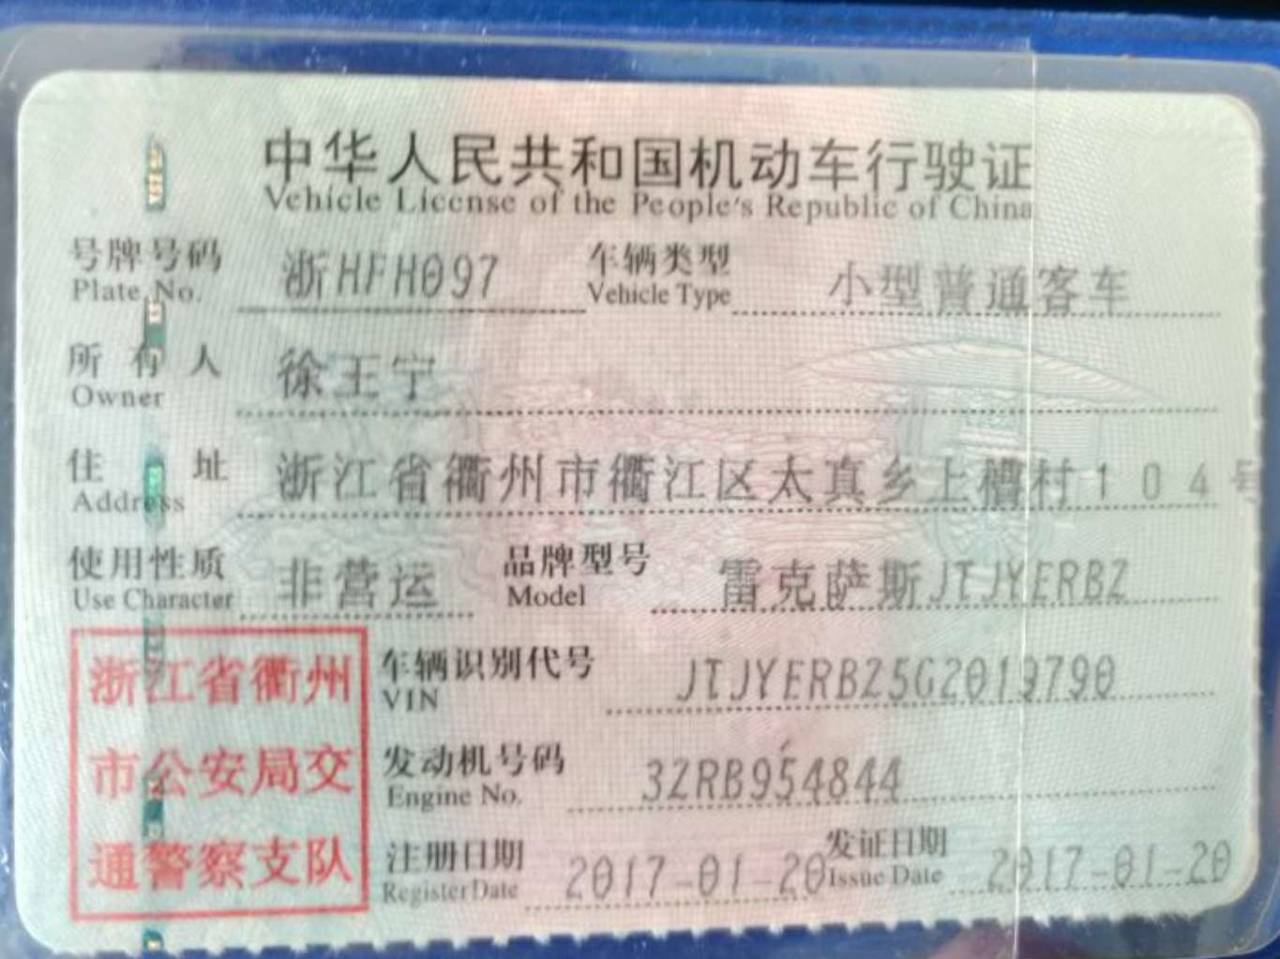 中华人民共和国机动车行驶证
Vehicle License of the People's Republic of China
号牌号码 浙HFH097 车辆类型 小型普通客车
Plate No. Vehicle Type
所有人 徐王宁
Owner
住址 浙江省衢州市衢江区太真乡上槽村104号
Address
使用性质 非营运 品牌型号 雷克萨斯JTJYERBZ
Use Character Model
浙江省衢州
市公安局交
通警察支队
车辆识别代号 JTJYERBZ5G2019790
VIN
发动机号码 3ZRB954844
Engine No.
注册日期 2017-01-20 发证日期 2017-01-20
Register Date Issue Date